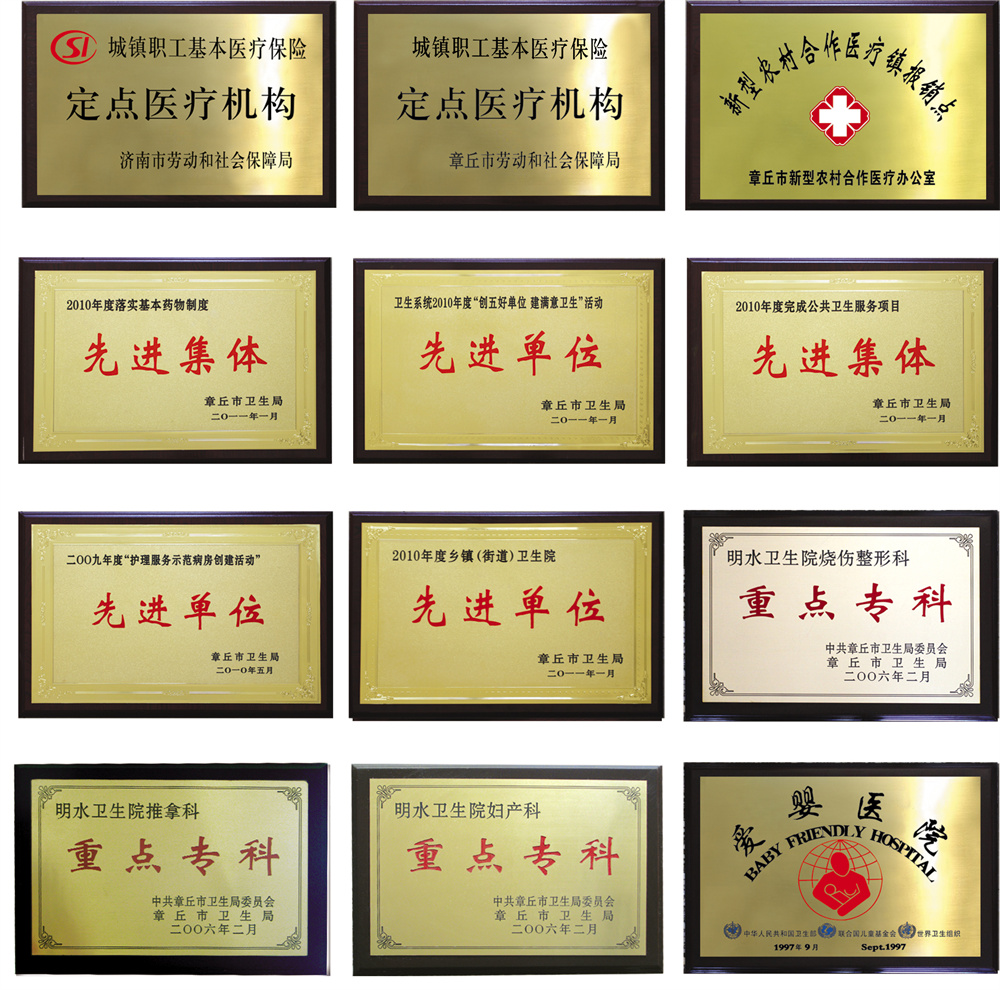 SI
城镇职工基本医疗保险
定点医疗机构
济南市劳动和社会保障局
城镇职工基本医疗保险
定点医疗机构
章丘市劳动和社会保障局
新型农村合作医疗镇报销点
章丘市新型农村合作医疗办公室
2010年度落实基本药物制度
先进集体
章丘市卫生局
二〇一一年一月
卫生系统2010年度“创五好单位 建满意卫生”活动
先进单位
章丘市卫生局
二〇一一年一月
2010年度完成公共卫生服务项目
先进集体
章丘市卫生局
二〇一一年一月
二〇〇九年度“护理服务示范病房创建活动”
先进单位
章丘市卫生局
二〇一〇年五月
2010年度乡镇(街道)卫生院
先进单位
章丘市卫生局
二〇一一年一月
明水卫生院烧伤整形科
重点专科
中共章丘市卫生局委员会
章丘市卫生局
二〇〇六年二月
明水卫生院推拿科
重点专科
中共章丘市卫生局委员会
章丘市卫生局
二〇〇六年二月
明水卫生院妇产科
重点专科
中共章丘市卫生局委员会
章丘市卫生局
二〇〇六年二月
爱婴医院
BABY FRIENDLY HOSPITAL
中华人民共和国卫生部 联合国儿童基金会 世界卫生组织
1997年9月 Sept.1997